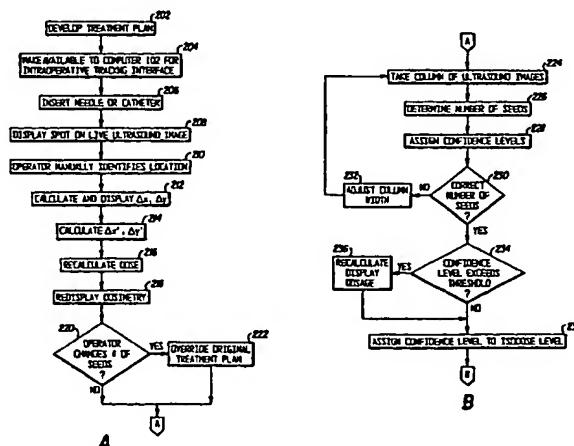 202
DEVELOP TREATMENT PLAN
204
MAKE AVAILABLE TO COMPUTER 102 FOR
INTRAOPERATIVE TRACKING INTERFACE
206
INSERT NEEDLE OR CATHETER
208
DISPLAY SPOT ON LIVE ULTRASOUND IMAGE
210
OPERATOR MANUALLY IDENTIFIES LOCATION
212
CALCULATE AND DISPLAY Δx, Δy
214
CALCULATE Δx', Δy'
216
RECALCULATE DOSE
218
REDISPLAY DOSIMETRY
220
OPERATOR
CHANGES # OF
SEEDS
?
YES
222
OVERRIDE ORIGINAL
TREATMENT PLAN
NO
A
A
A
224
TAKE COLUMN OF ULTRASOUND IMAGES
226
DETERMINE NUMBER OF SEEDS
228
ASSIGN CONFIDENCE LEVELS
230
CORRECT
NUMBER OF
SEEDS
?
NO
232
ADJUST COLUMN
WIDTH
YES
234
CONFIDENCE
LEVEL EXCEEDS
THRESHOLD
?
YES
236
RECALCULATE
DISPLAY
DOSAGE
NO
ASSIGN CONFIDENCE LEVEL TO ISODOSE LEVEL
B
B